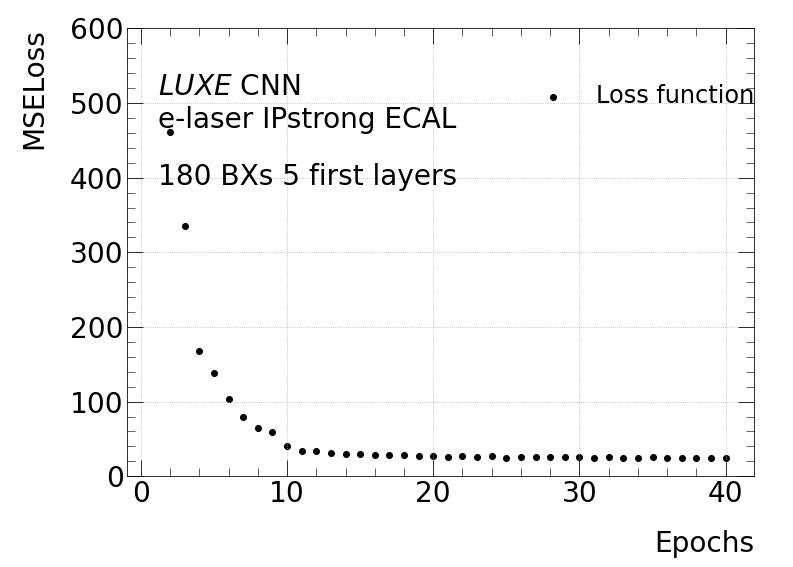 600
MSELoss
LUXE CNN
Loss function
500
e-laser IPstrong ECAL
400
180 BXs 5 first layers
300
200
100
0
0 10 20 30 40
Epochs